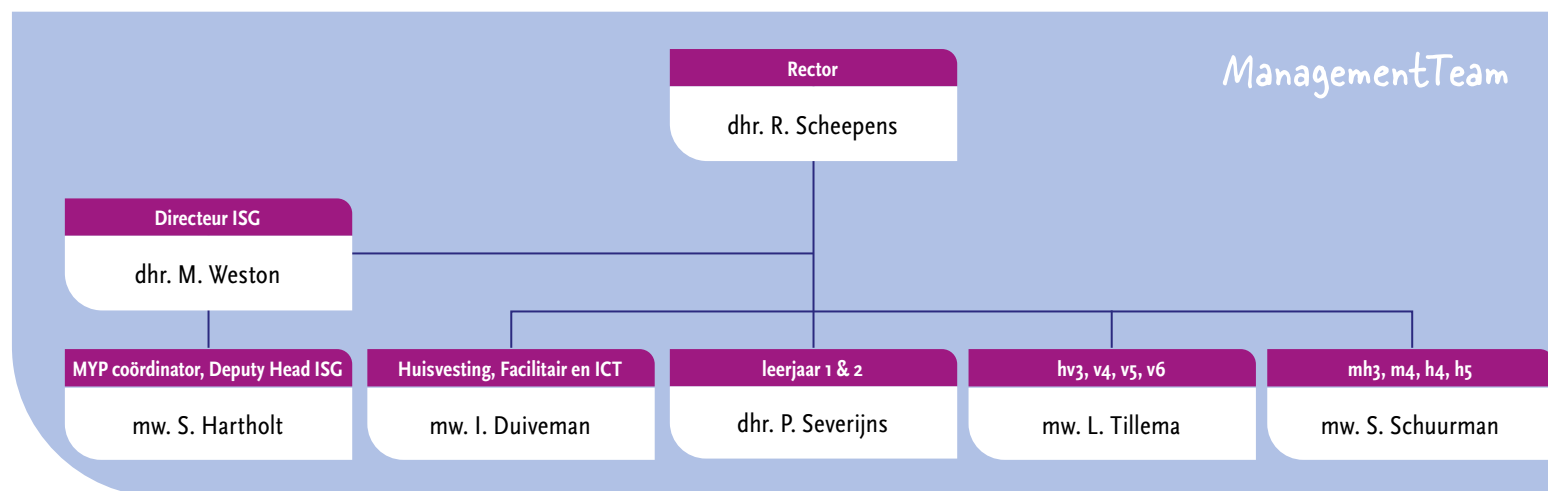 ManagementTeam
Rector
dhr. R. Scheepens
Directeur ISG
dhr. M. Weston
MYP coördinator, Deputy Head ISG
mw. S. Hartholt
Huisvesting, Facilitair en ICT
mw. I. Duiveman
leerjaar 1 & 2
dhr. P. Severijns
hv3, v4, v5, v6
mw. L. Tillema
mh3, m4, h4, h5
mw. S. Schuurman